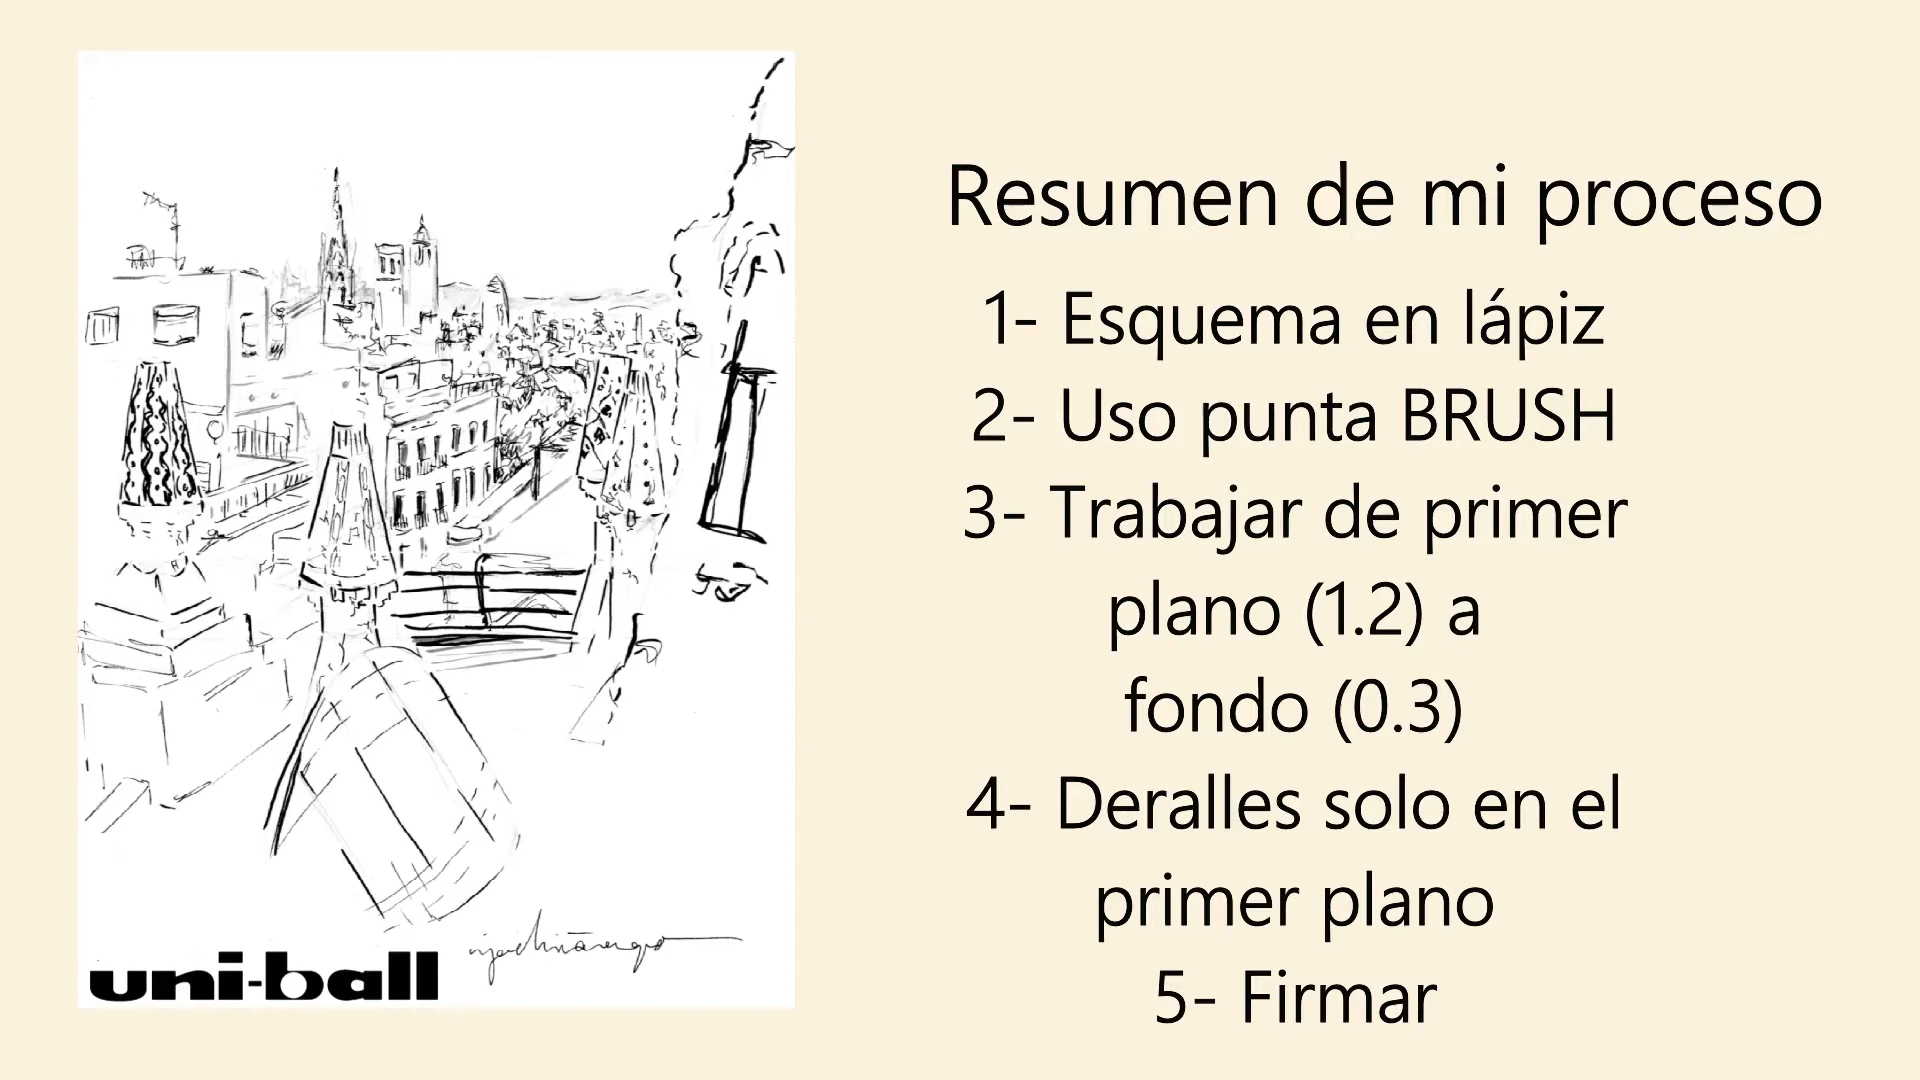 Resumen de mi proceso
1- Esquema en lápiz
2- Uso punta BRUSH
3- Trabajar de primer
plano (1.2) a
fondo (0.3)
4- Deralles solo en el
primer plano
5- Firmar
uni-ball